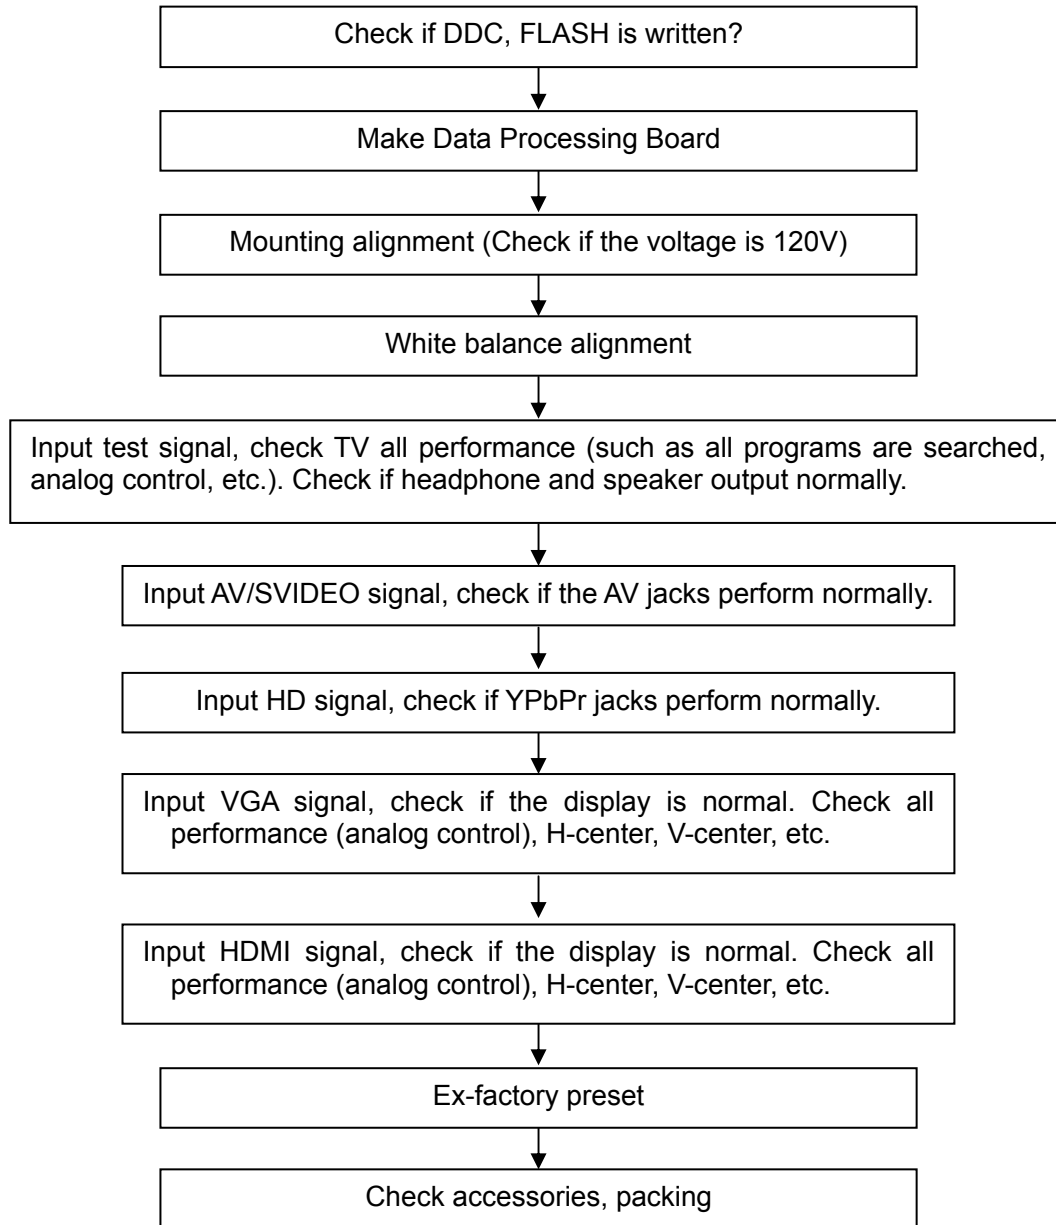 Check if DDC, FLASH is written?
Make Data Processing Board
Mounting alignment (Check if the voltage is 120V)
White balance alignment
Input test signal, check TV all performance (such as all programs are searched,
analog control, etc.). Check if headphone and speaker output normally.
Input AV/SVIDEO signal, check if the AV jacks perform normally.
Input HD signal, check if YPbPr jacks perform normally.
Input VGA signal, check if the display is normal. Check all
performance (analog control), H-center, V-center, etc.
Input HDMI signal, check if the display is normal. Check all
performance (analog control), H-center, V-center, etc.
Ex-factory preset
Check accessories, packing